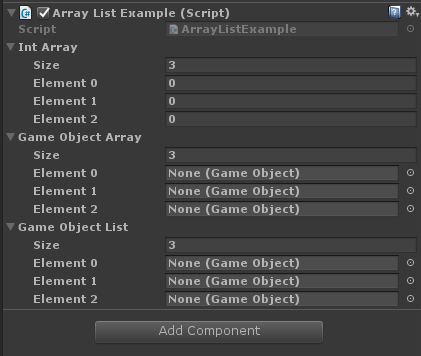 Array List Example (Script)
Script ArrayListExample
Int Array
Size 3
Element 0 0
Element 1 0
Element 2 0
Game Object Array
Size 3
Element 0 None (Game Object)
Element 1 None (Game Object)
Element 2 None (Game Object)
Game Object List
Size 3
Element 0 None (Game Object)
Element 1 None (Game Object)
Element 2 None (Game Object)
Add Component